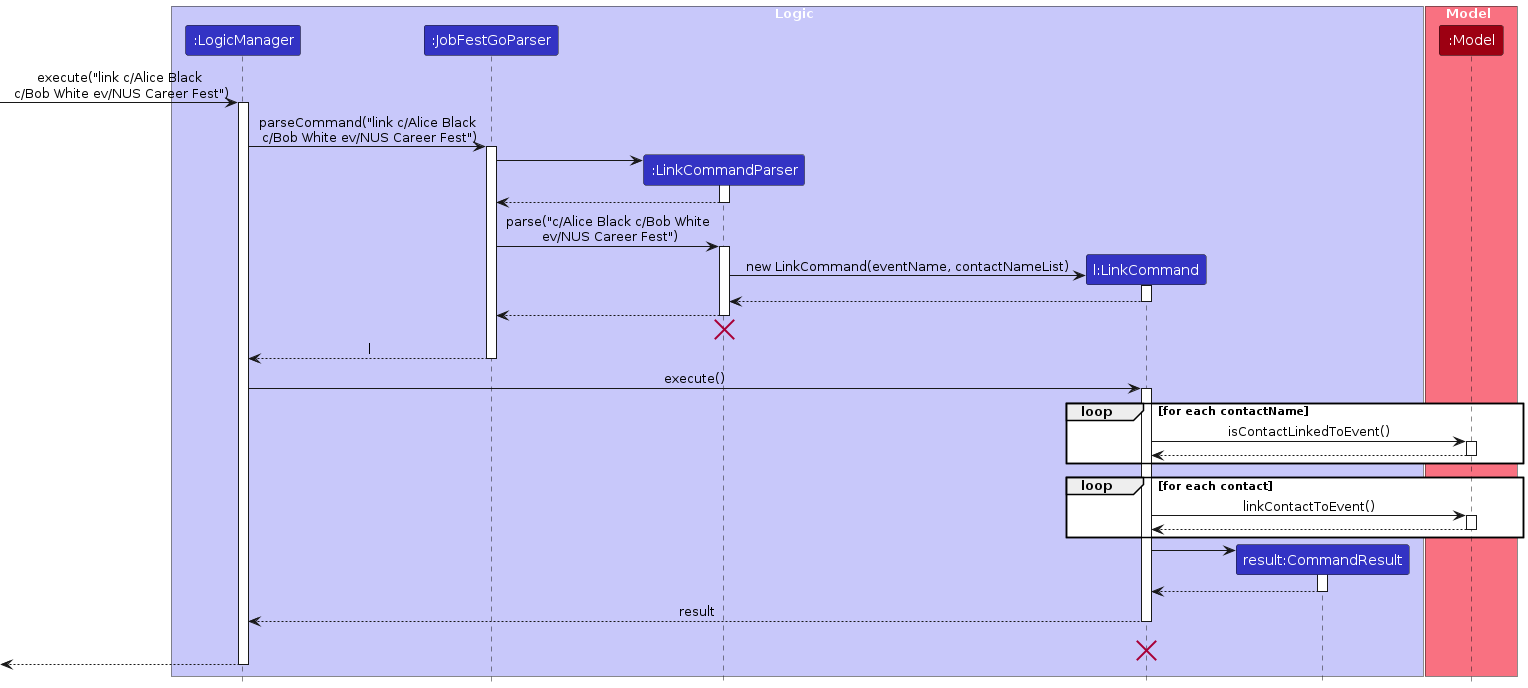 Logic
Model
:LogicManager
:JobFestGoParser
:Model
execute("link c/Alice Black
c/Bob White ev/NUS Career Fest")
parseCommand("link c/Alice Black
c/Bob White ev/NUS Career Fest")
:LinkCommandParser
parse("c/Alice Black c/Bob White
ev/NUS Career Fest")
new LinkCommand(eventName, contactNameList)
l:LinkCommand
l
execute()
loop
[for each contactName]
isContactLinkedToEvent()
loop
[for each contact]
linkContactToEvent()
result:CommandResult
result